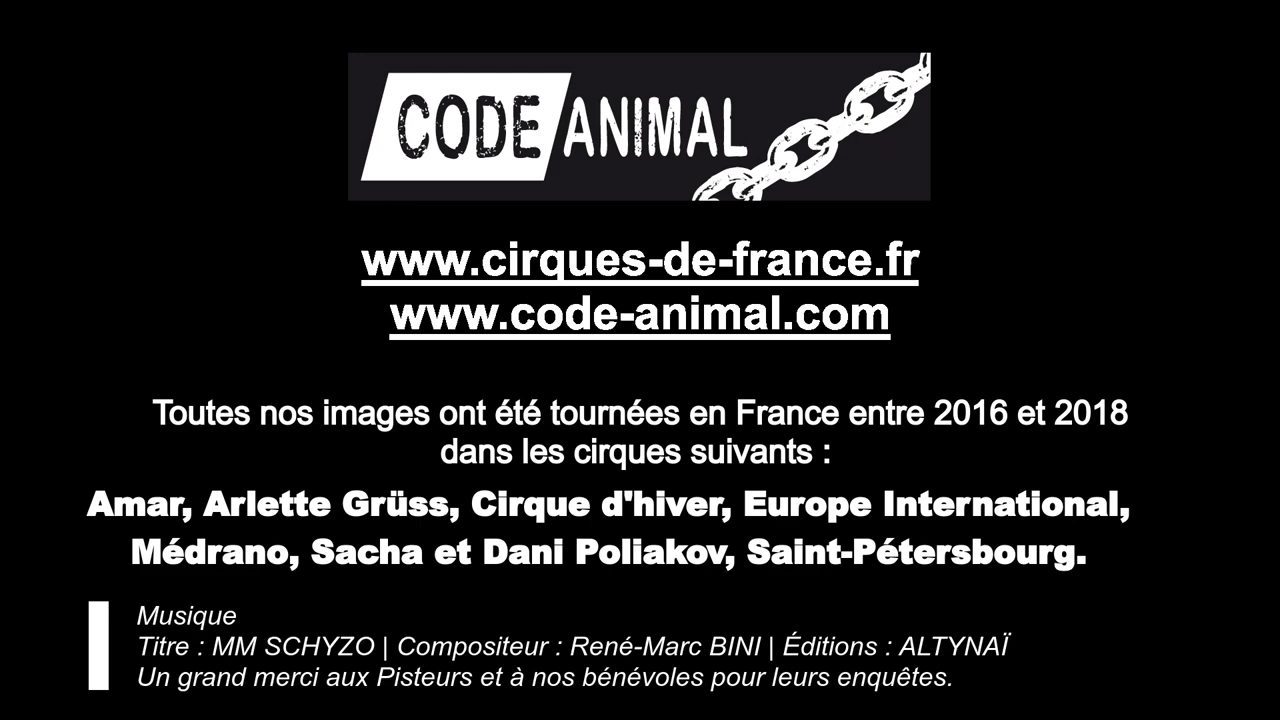 CODE ANIMAL
www.cirques-de-france.fr
www.code-animal.com
Toutes nos images ont été tournées en France entre 2016 et 2018
dans les cirques suivants :
Amar, Arlette Grüss, Cirque d'hiver, Europe International,
Médrano, Sacha et Dani Poliakov, Saint-Pétersbourg.
Musique
Titre : MM SCHYZO | Compositeur : René-Marc BINI | Éditions : ALTYNAÏ
Un grand merci aux Pisteurs et à nos bénévoles pour leurs enquêtes.